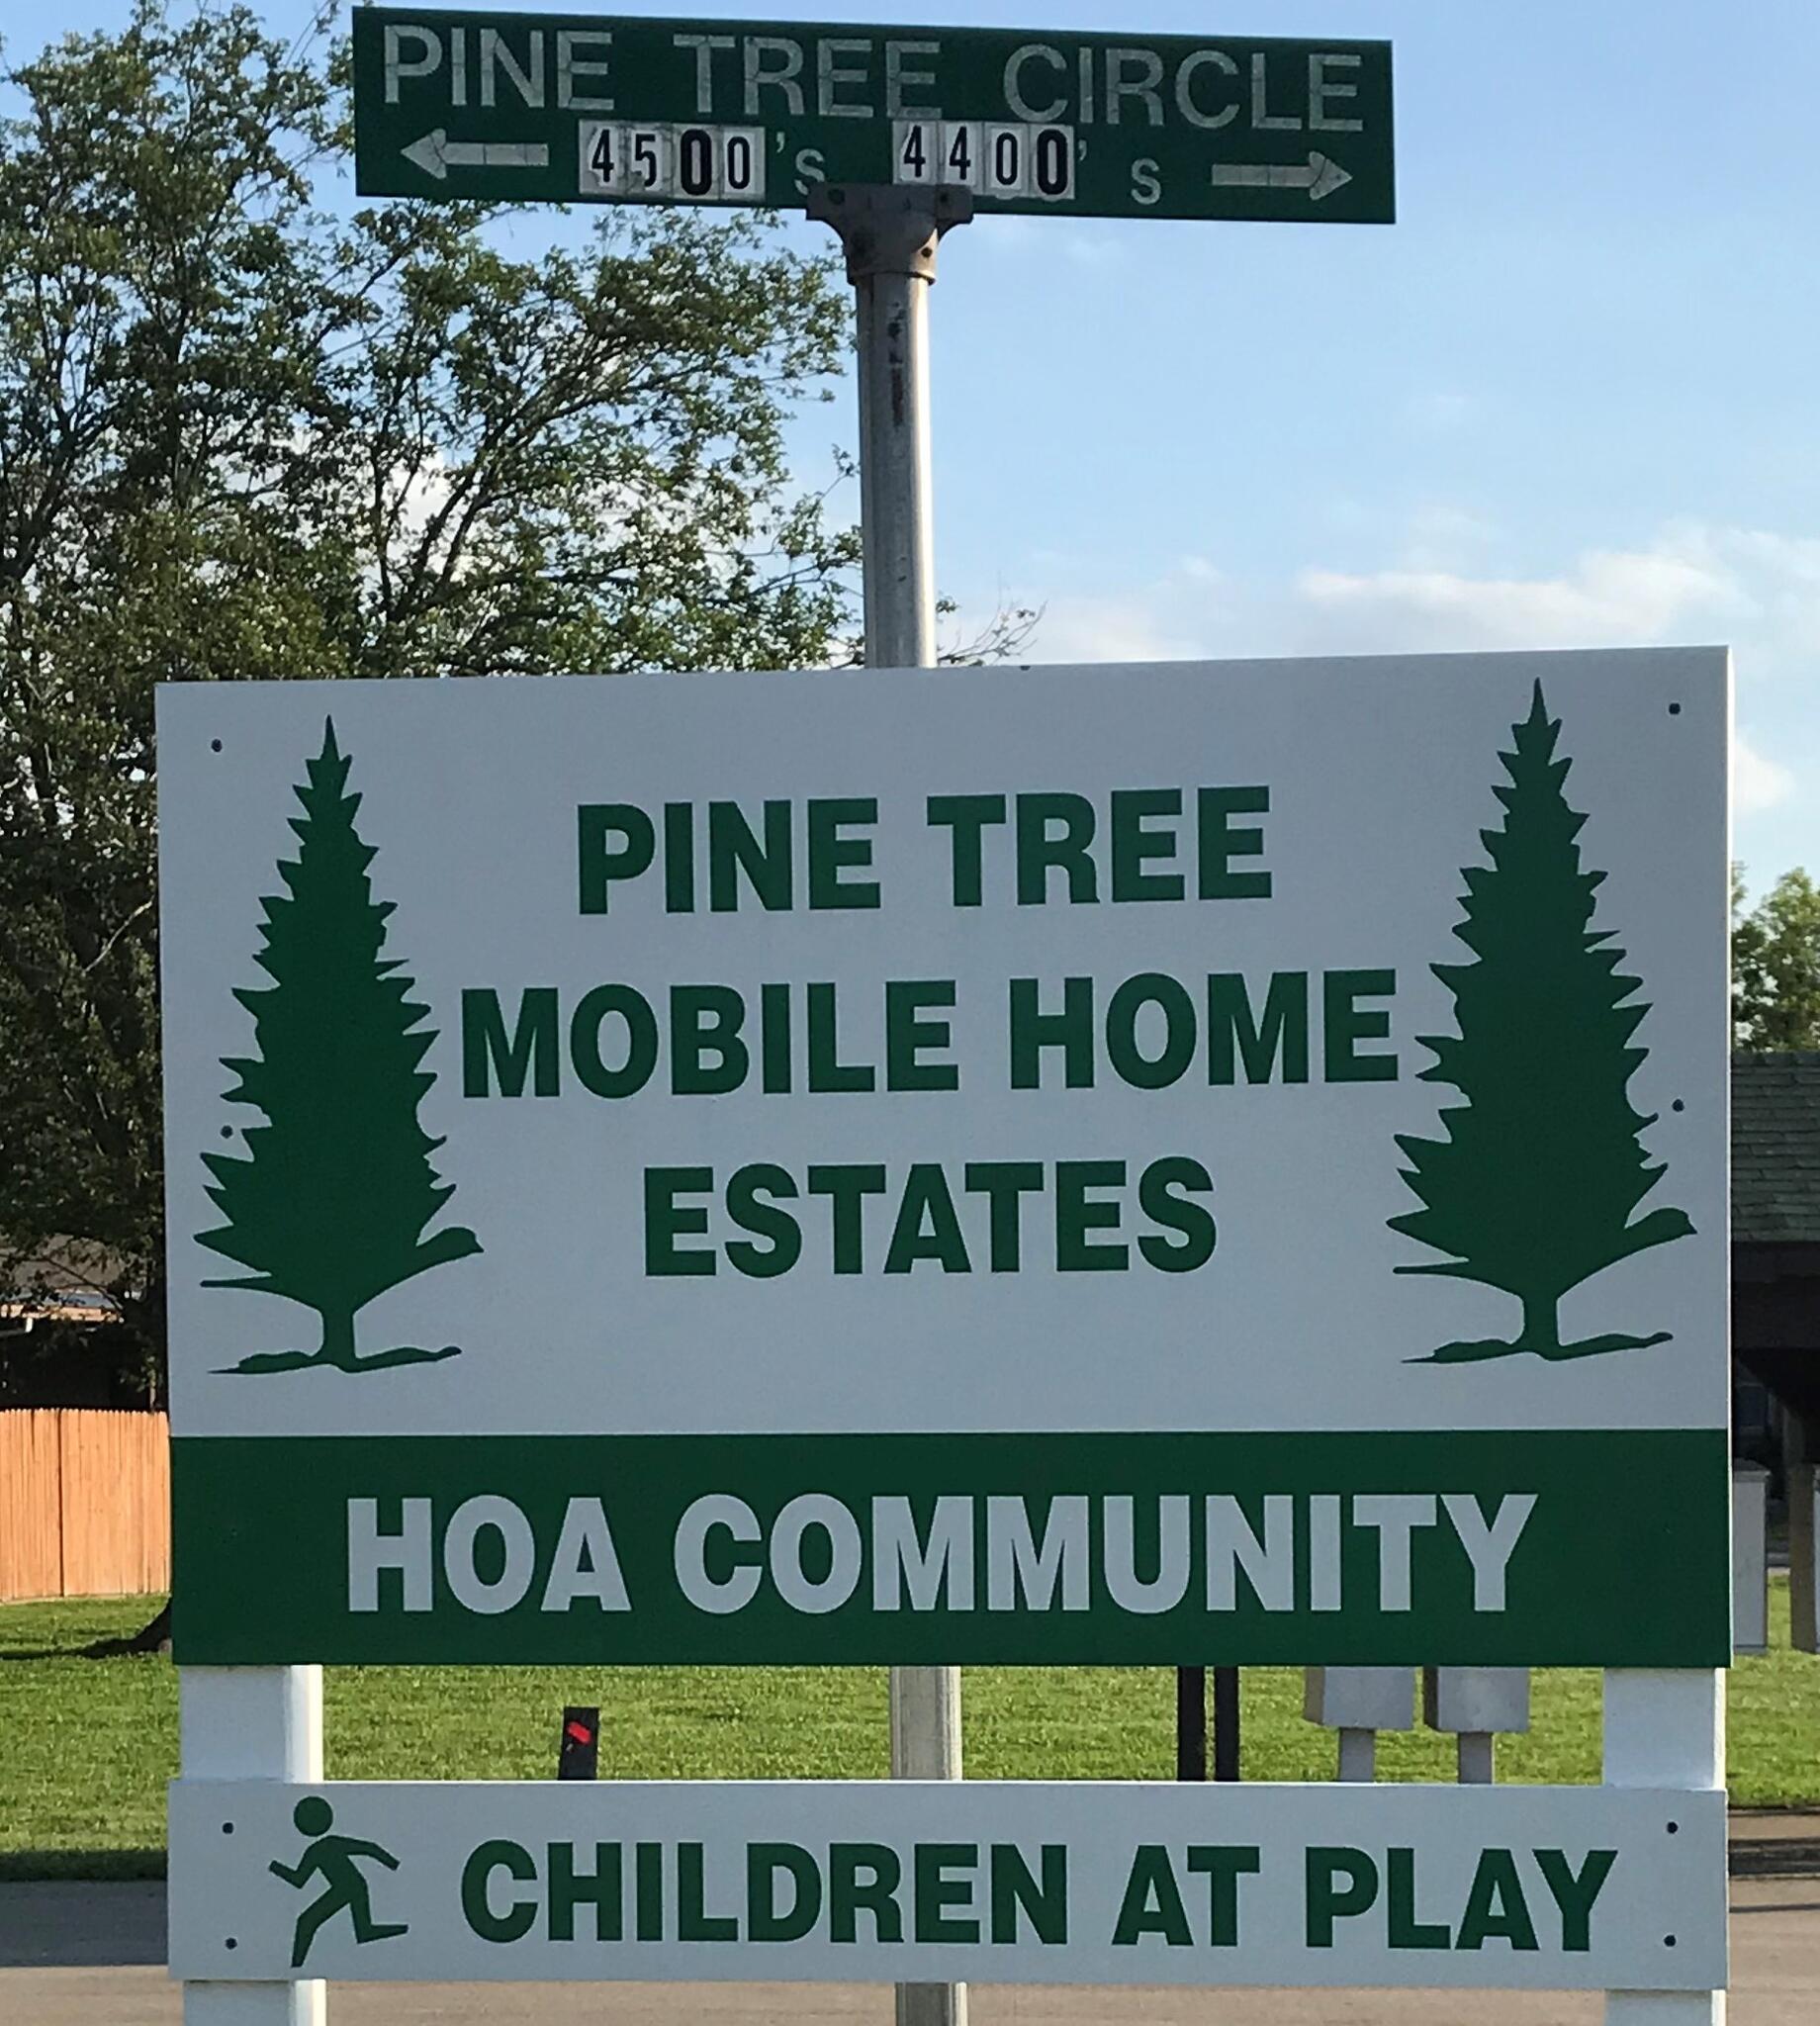 PINE TREE CIRCLE
4500's 4400's
PINE TREE
MOBILE HOME
ESTATES
HOA COMMUNITY
CHILDREN AT PLAY